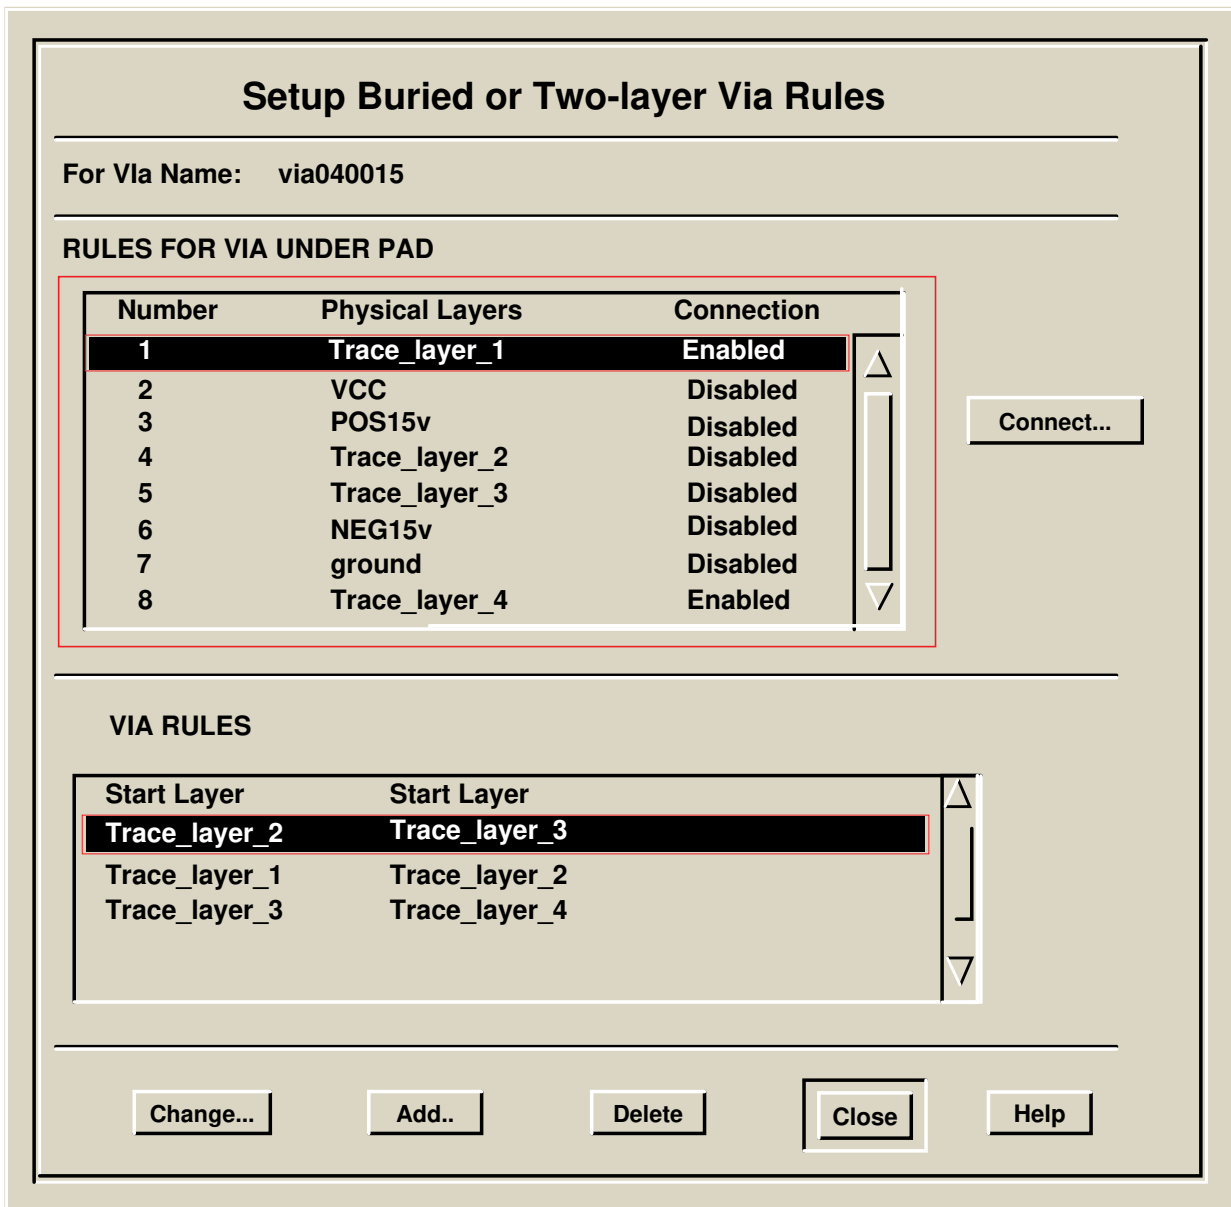 Setup Buried or Two-layer Via Rules
For VIa Name: via040015
RULES FOR VIA UNDER PAD
Number Physical Layers Connection
1 Trace_layer_1 Enabled
2 VCC Disabled
3 POS15v Disabled
4 Trace_layer_2 Disabled
5 Trace_layer_3 Disabled
6 NEG15v Disabled
7 ground Disabled
8 Trace_layer_4 Enabled
Connect...
VIA RULES
Start Layer Start Layer
Trace_layer_2 Trace_layer_3
Trace_layer_1 Trace_layer_2
Trace_layer_3 Trace_layer_4
Change... Add.. Delete Close Help